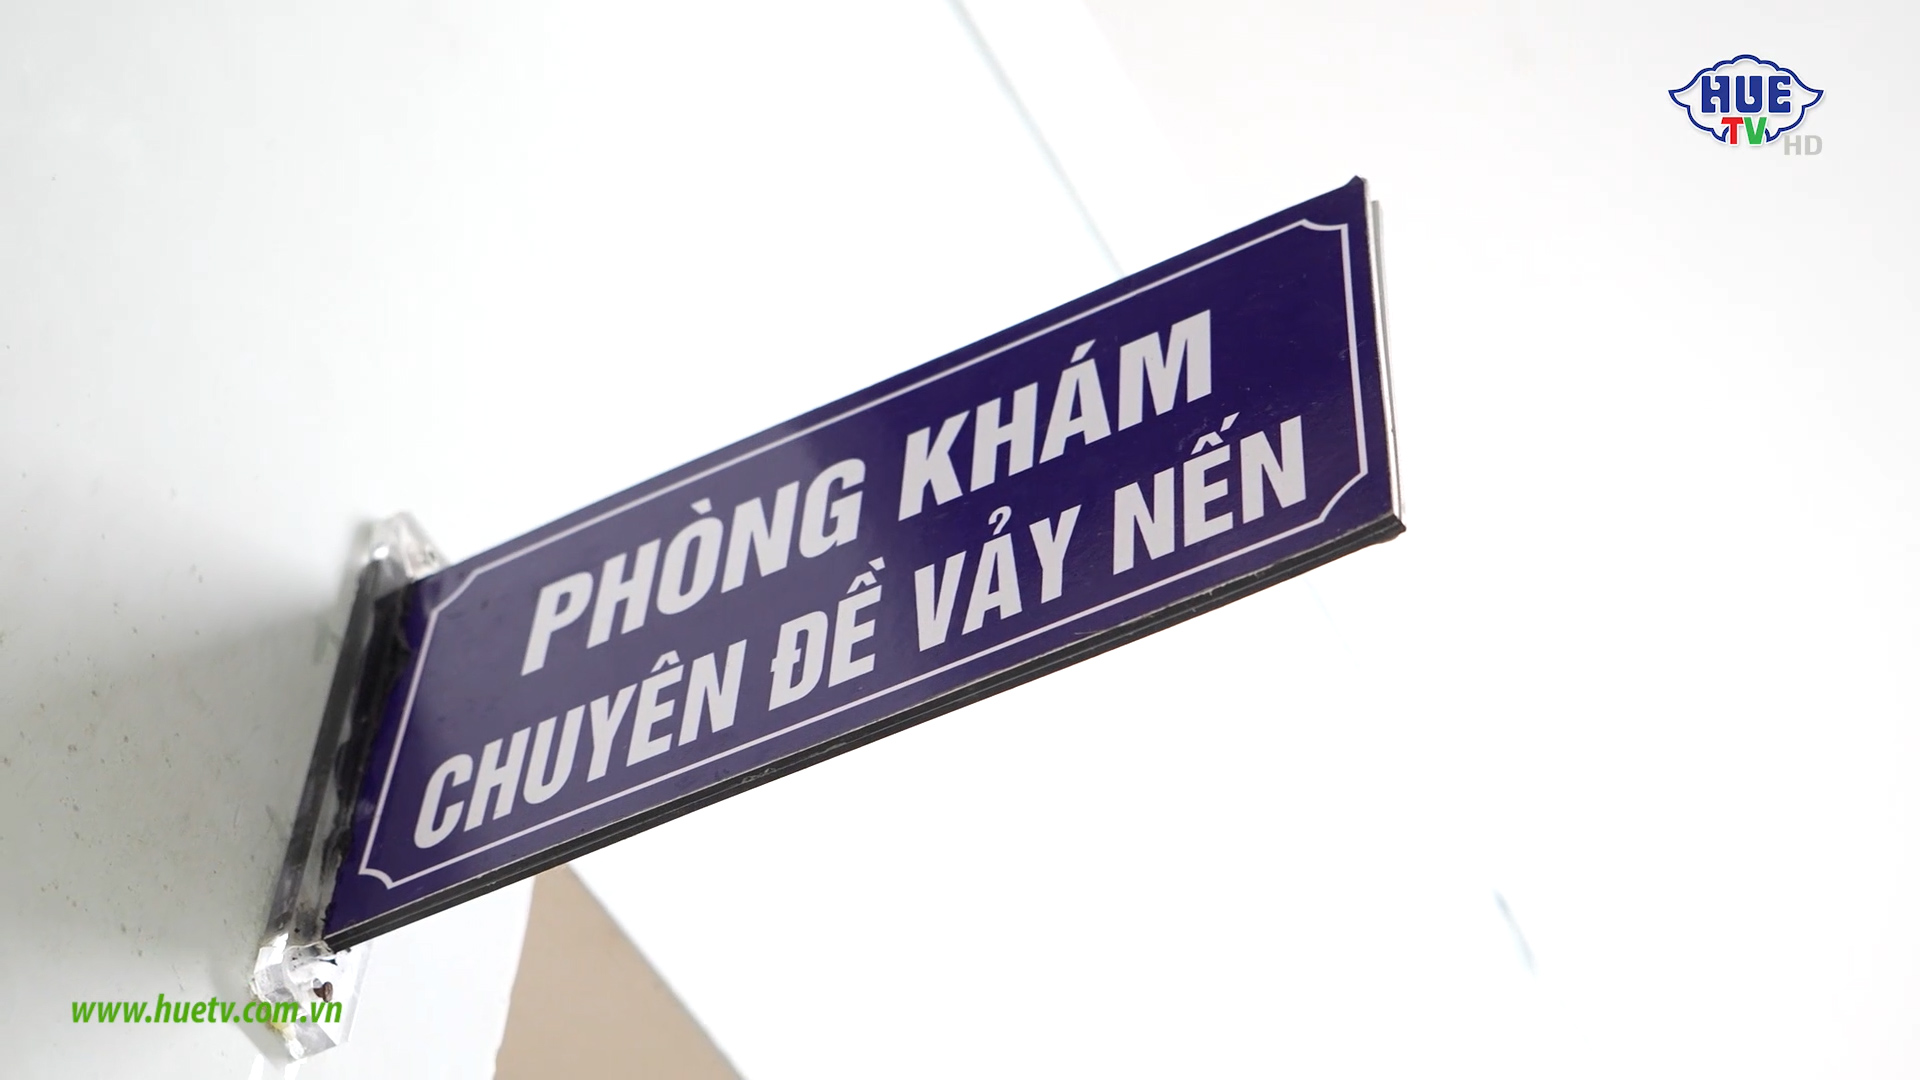 HUE
TV HD
PHÒNG KHÁM
CHUYÊN ĐỀ VẢY NẾN
www.huetv.com.vn